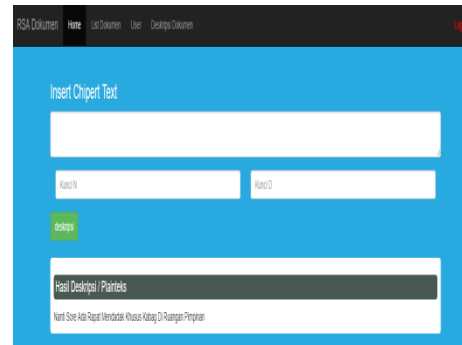 RSA Dokumen Home List Dokumen User Deskripsi Dokumen
Insert Chipert Text
Kunci N Kunci D
deskripsi
Hasil Deskripsi / Plainteks
Nanti Sore Ada Rapat Mendadak Khusus Kabag Di Ruangan Pimpinan